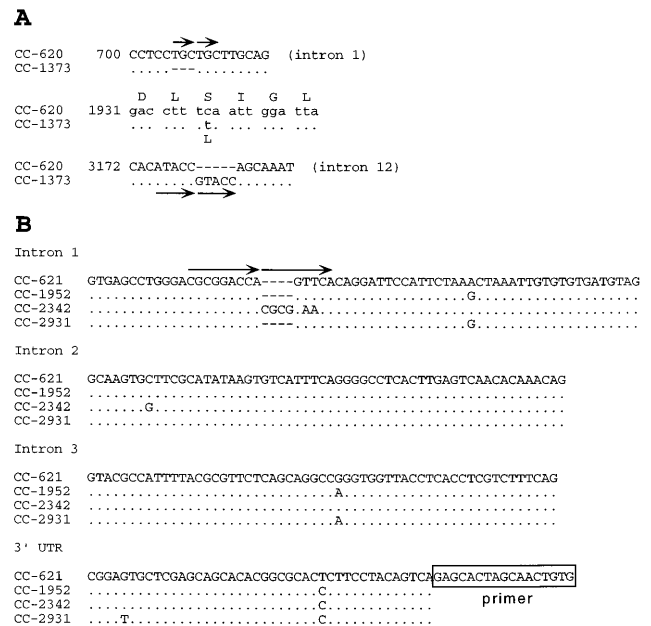 A
CC-620 700 CCTCCTGCTGCTTGCAG (intron 1)
CC-1373 .....---.........
D L S I G L
CC-620 1931 gac ctt tca att gga tta
CC-1373 ... ... .t. ... ... ...
L
CC-620 3172 CACATACC-----AGCAAAT (intron 12)
CC-1373 ........GTACC.......
B
Intron 1
CC-621 GTGAGCCTGGGACGCGGACCA----GTTCACAGGATTCCATTCTAAACTAAATTGTGTGTGATGTAG
CC-1952 .....................----.....................G....................
CC-2342 .....................CGCG.AA.......................................
CC-2931 .....................----.....................G....................
Intron 2
CC-621 GCAAGTGCTTCGCATATAAGTGTCATTTCAGGGGCCTCACTTGAGTCAACACAAACAG
CC-1952 ..........................................................
CC-2342 .......G..................................................
CC-2931 ..........................................................
Intron 3
CC-621 GTACGCCATTTTACGCGTTCTCAGCAGGCCGGGTGGTTACCTCACCTCGTCTTTCAG
CC-1952 ..............................A..........................
CC-2342 .........................................................
CC-2931 ..............................A..........................
3' UTR
CC-621 CGGAGTGCTCGAGCAGCACACGGCGCACTCTTCCTACAGTCAGAGCACTAGCAACTGTG
CC-1952 ............................C.............
CC-2342 ............................C.............
CC-2931 ....T.......................C.............
primer